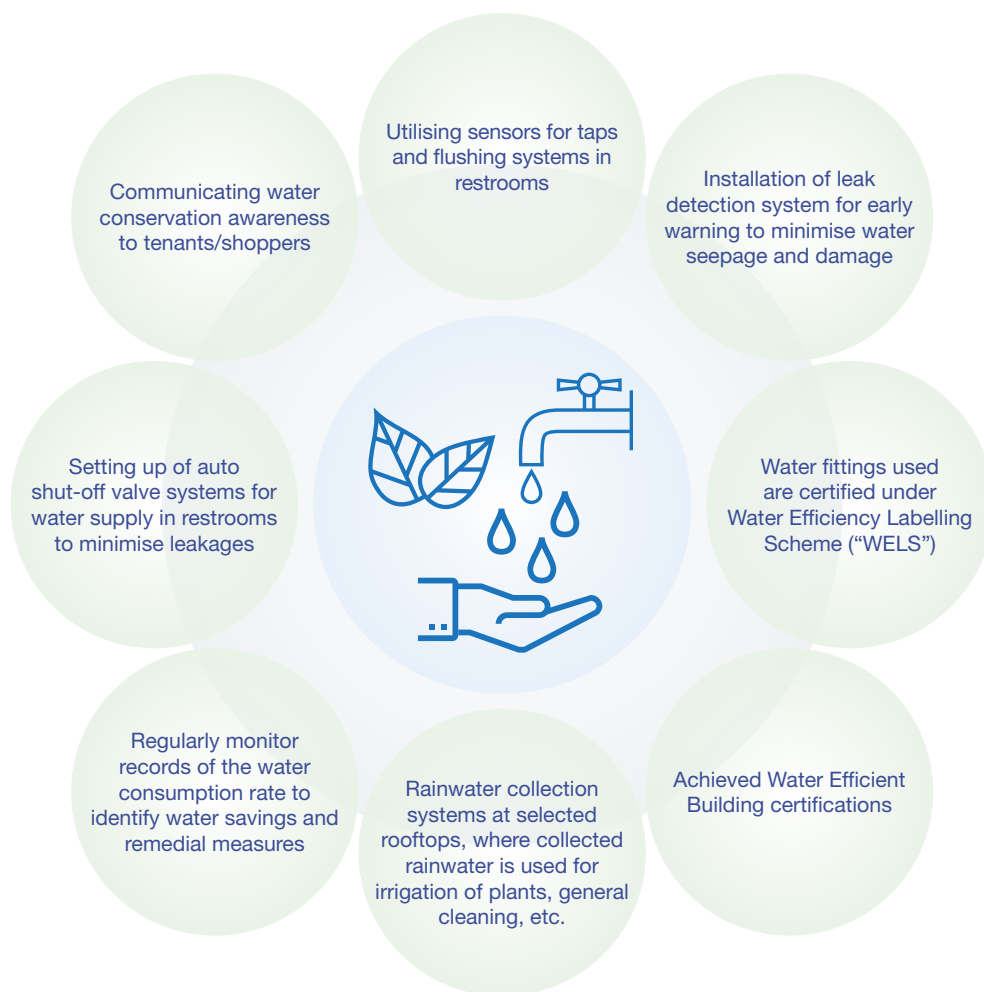 Utilising sensors for taps
and flushing systems in
restrooms
Installation of leak
detection system for early
warning to minimise water
seepage and damage
Water fittings used
are certified under
Water Efficiency Labelling
Scheme (“WELS”)
Achieved Water Efficient
Building certifications
Rainwater collection
systems at selected
rooftops, where collected
rainwater is used for
irrigation of plants, general
cleaning, etc.
Regularly monitor
records of the water
consumption rate to
identify water savings and
remedial measures
Setting up of auto
shut-off valve systems for
water supply in restrooms
to minimise leakages
Communicating water
conservation awareness
to tenants/shoppers